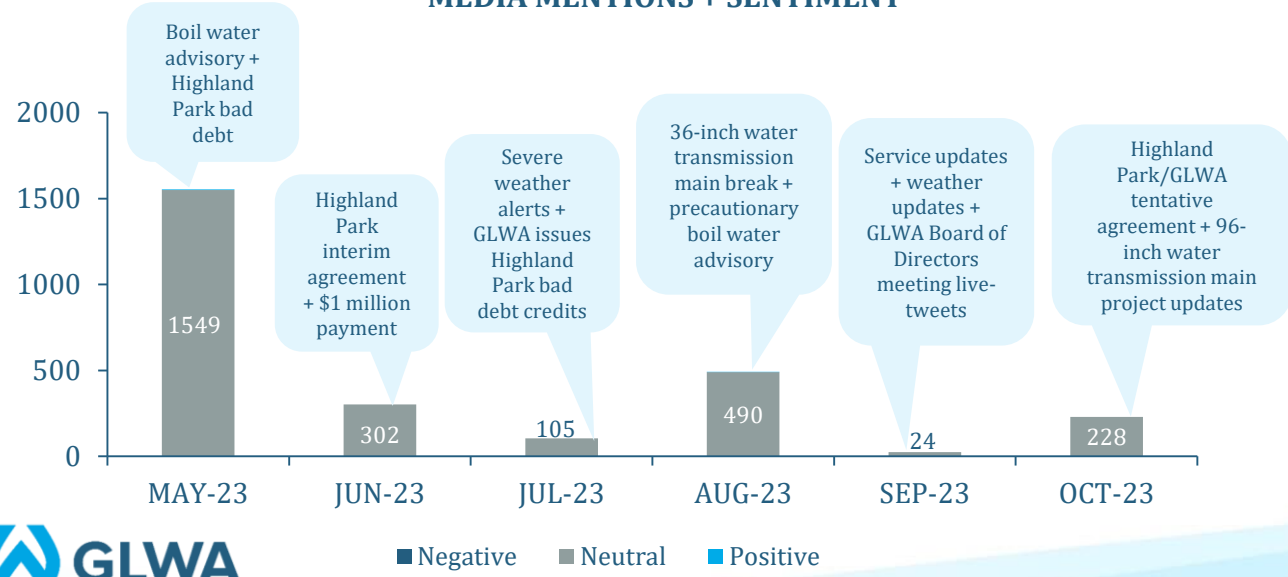 MEDIA MENTIONS + SENTIMENT
Boil water
advisory +
Highland
Park bad
debt
Highland
Park
interim
agreement
+ $1 million
payment
Severe
weather
alerts +
GLWA issues
Highland
Park bad
debt credits
36-inch water
transmission
main break +
precautionary
boil water
advisory
Service updates
+ weather
updates +
GLWA Board of
Directors
meeting live-
tweets
Highland
Park/GLWA
tentative
agreement + 96-
inch water
transmission main
project updates
2000
1500
1000
500
0
1549
302
105
490
24
228
MAY-23
JUN-23
JUL-23
AUG-23
SEP-23
OCT-23
Negative
Neutral
Positive
GLWA